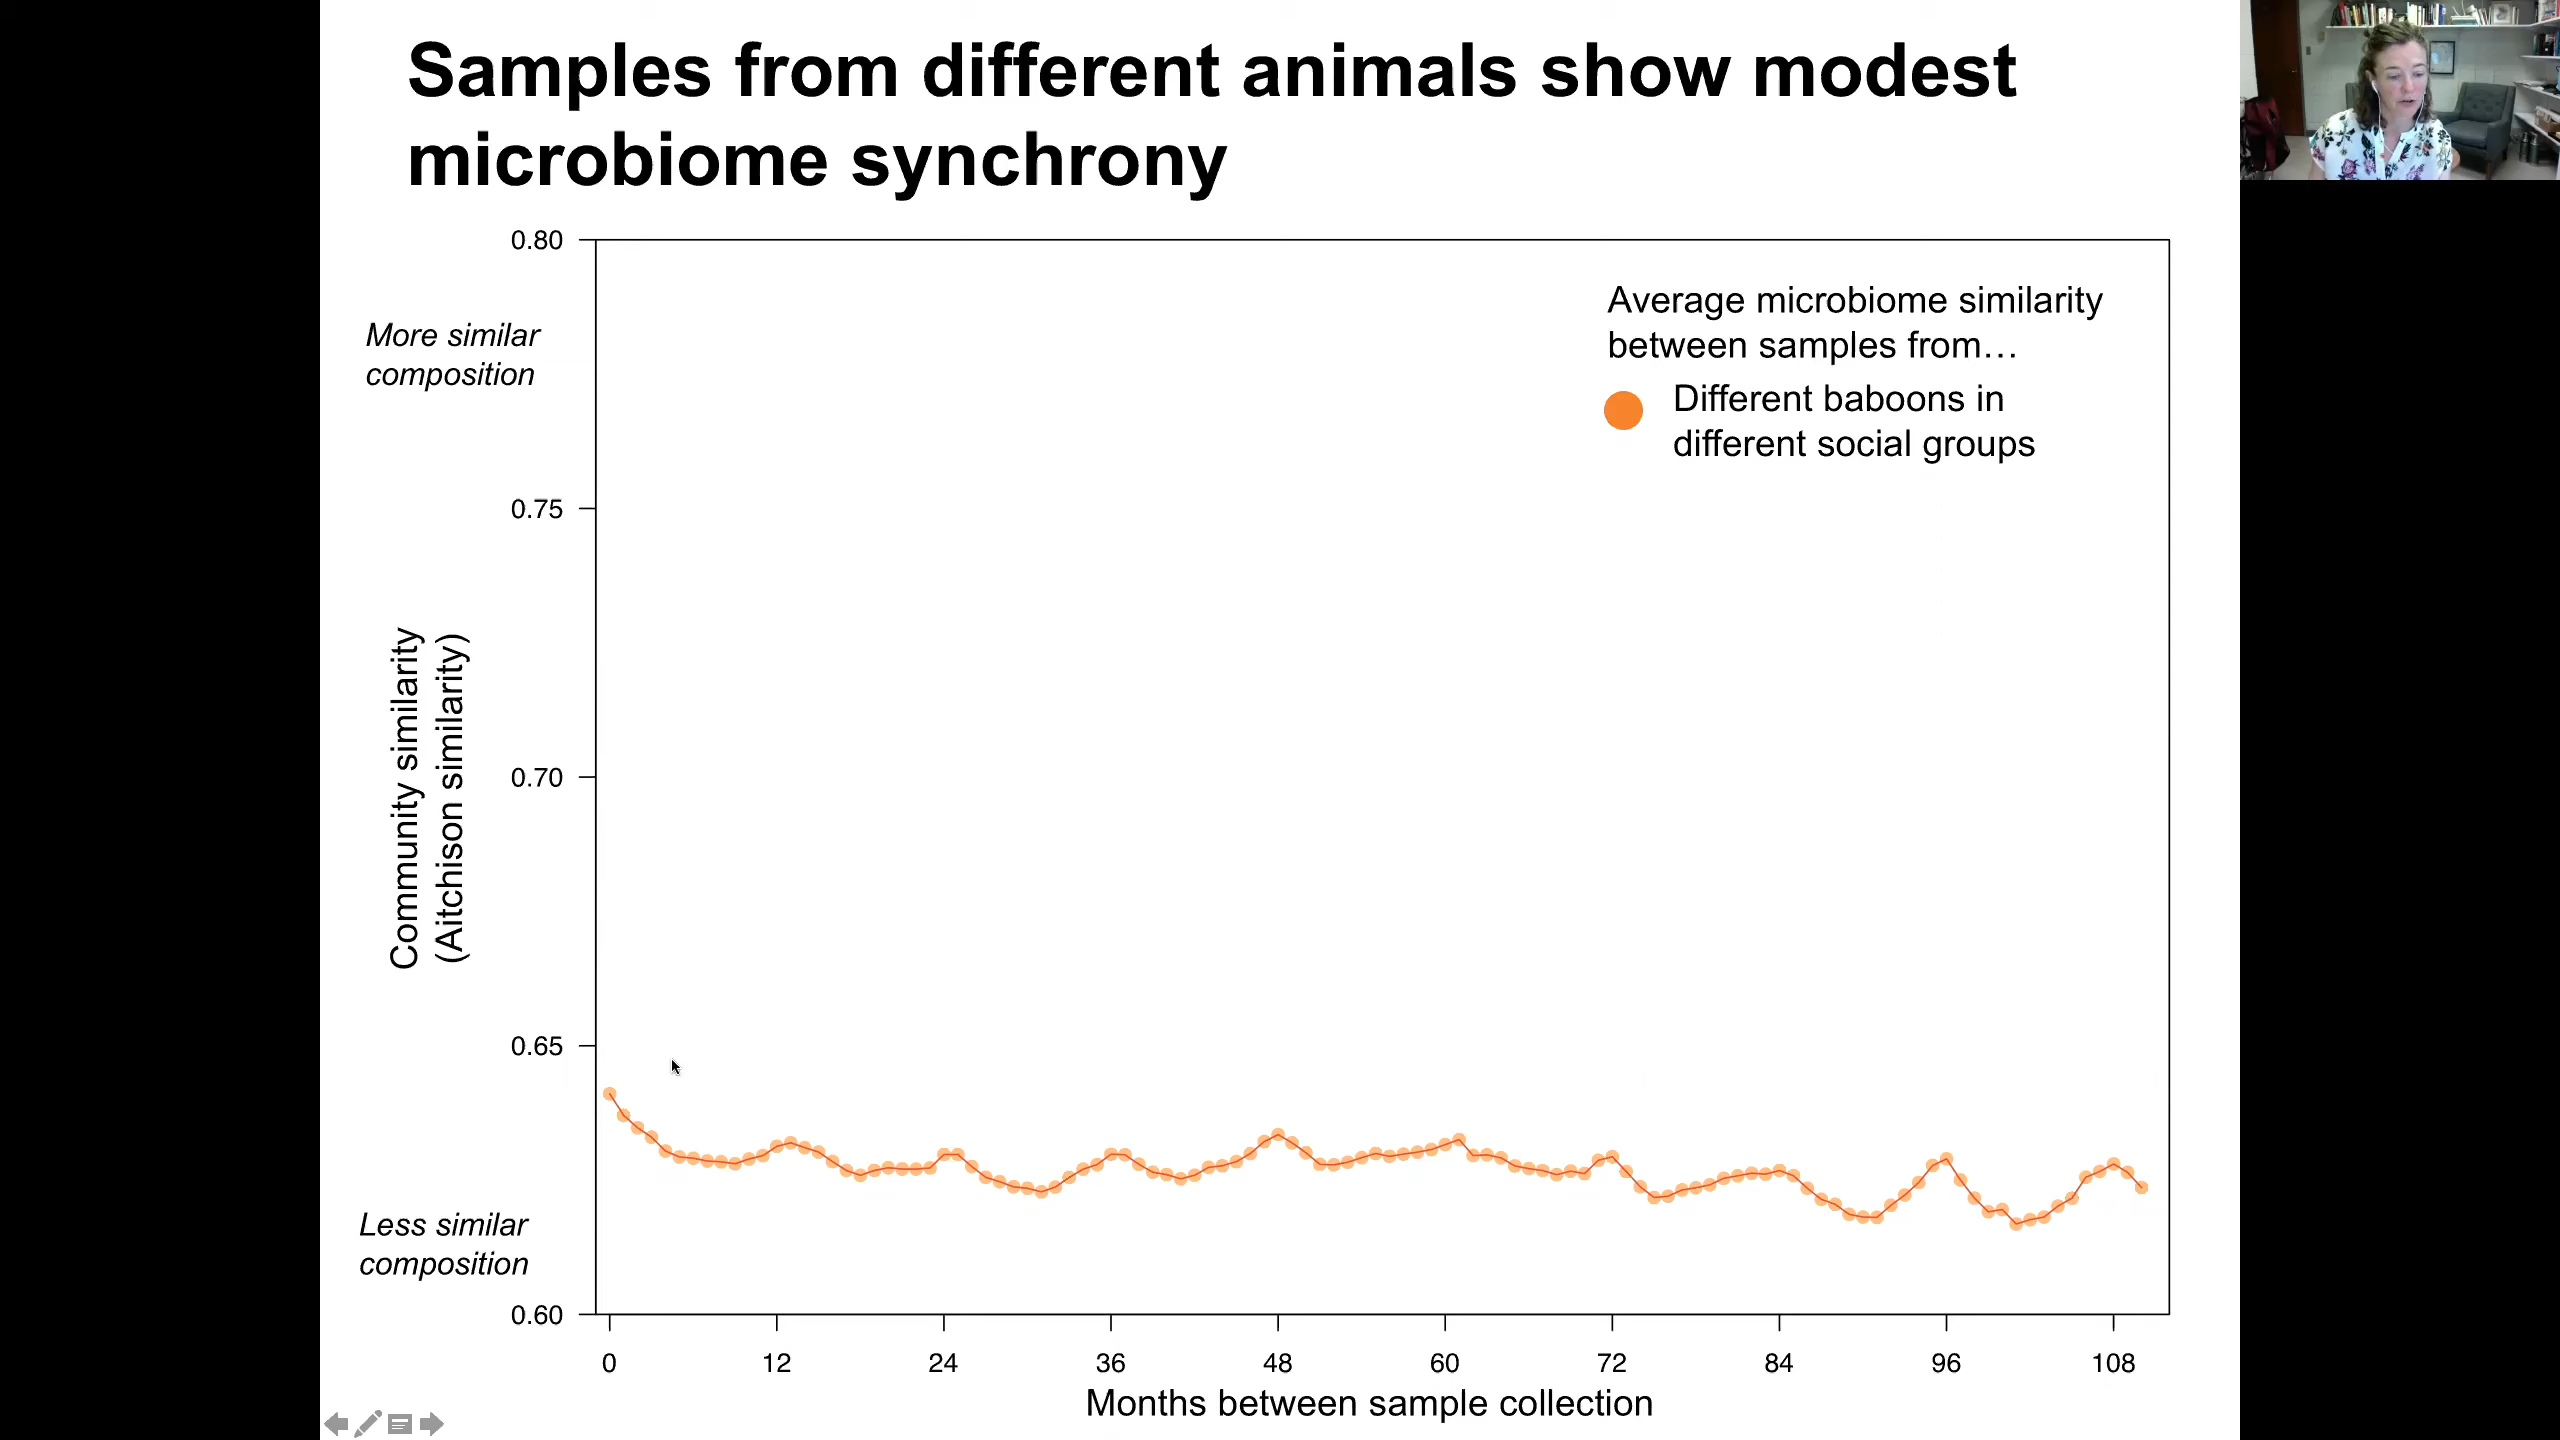 Samples from different animals show modest
microbiome synchrony
0.80
More similar
composition
0.75
0.70
0.65
Less similar
composition
0.60
Community similarity
(Aitchison similarity)
Average microbiome similarity
between samples from…
Different baboons in
different social groups
0 12 24 36 48 60 72 84 96 108
Months between sample collection